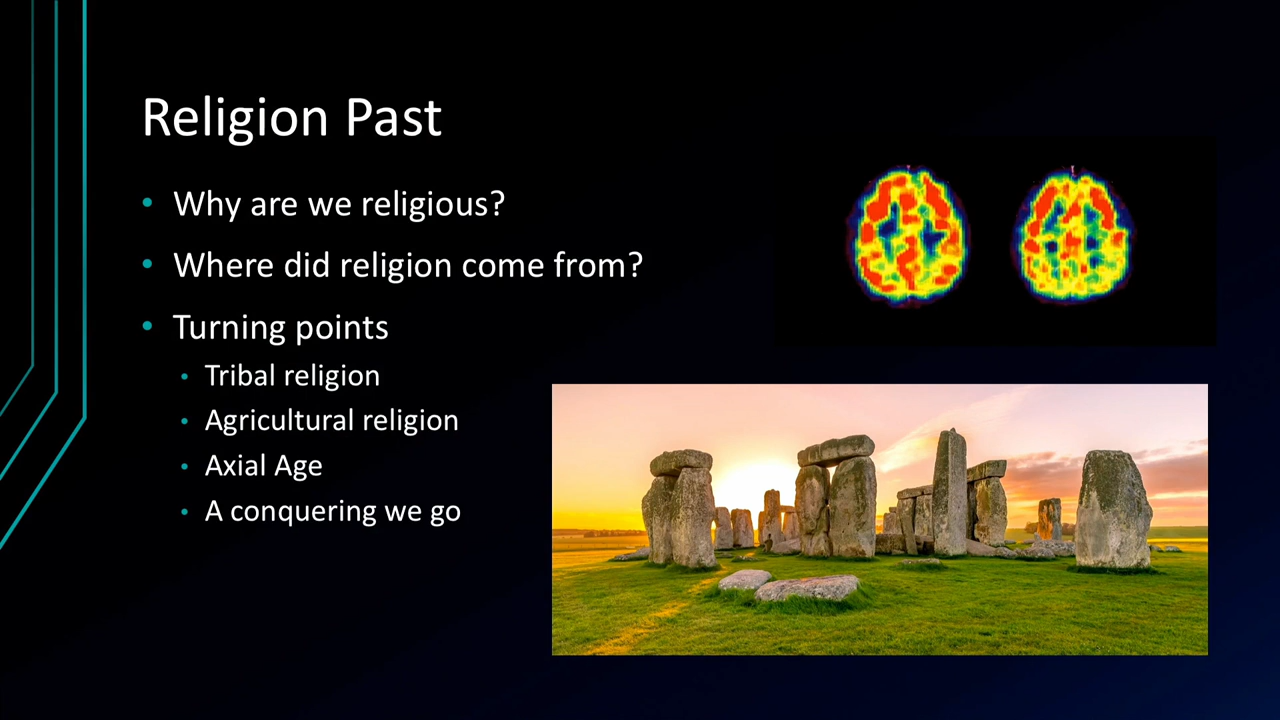 Religion Past
Why are we religious?
Where did religion come from?
Turning points
Tribal religion
Agricultural religion
Axial Age
A conquering we go